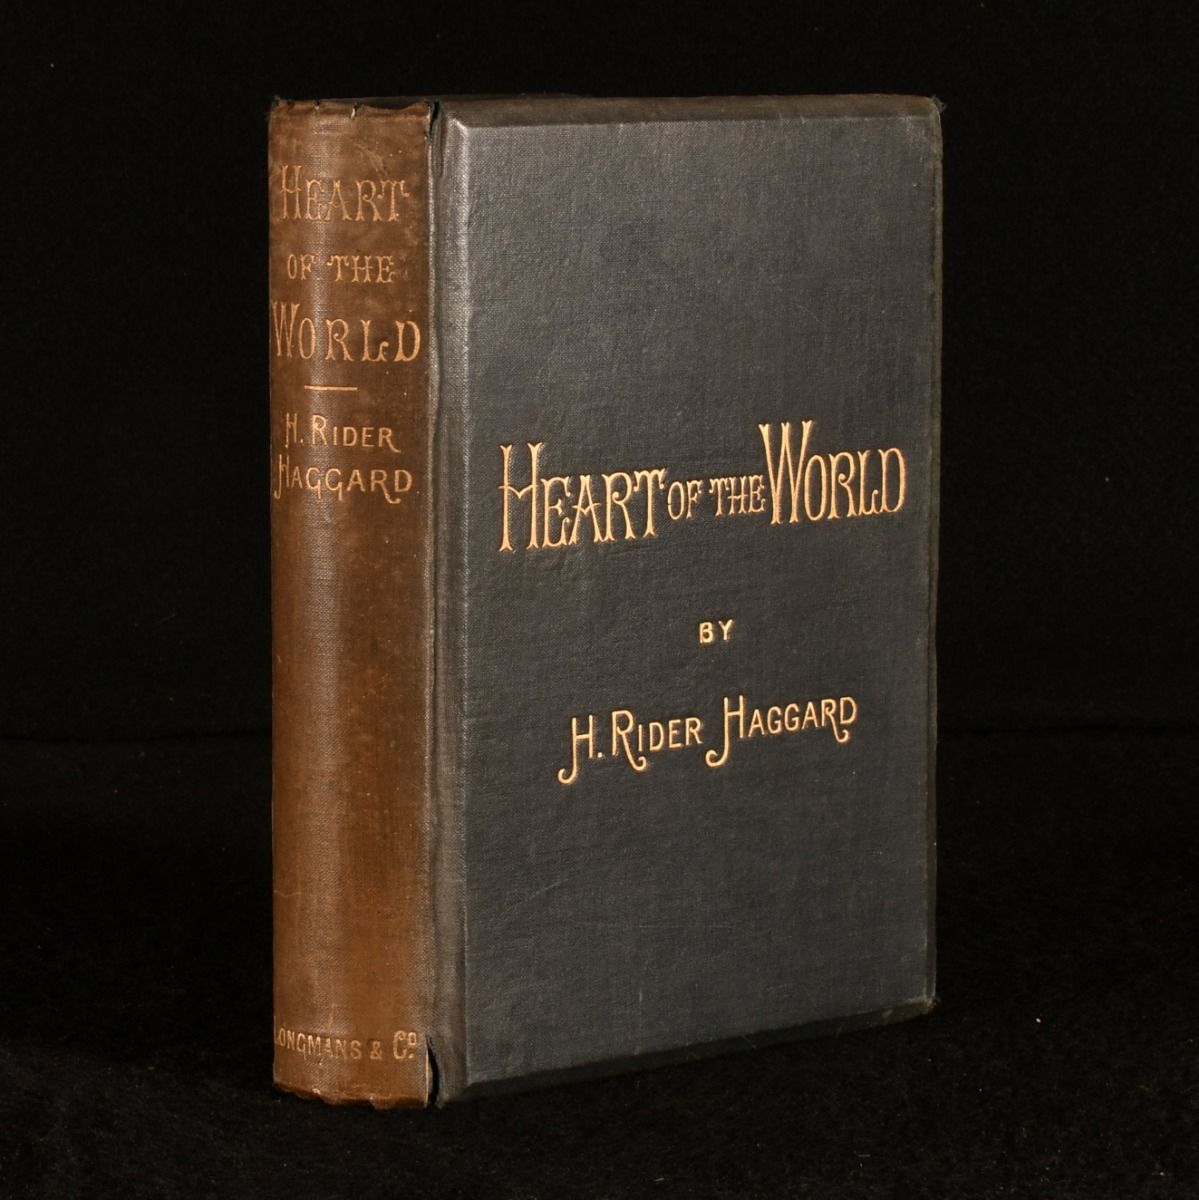 HEART
OF THE
WORLD
H. RIDER
HAGGARD
LONGMANS & Co.
HEART OF THE WORLD
BY
H. RIDER HAGGARD